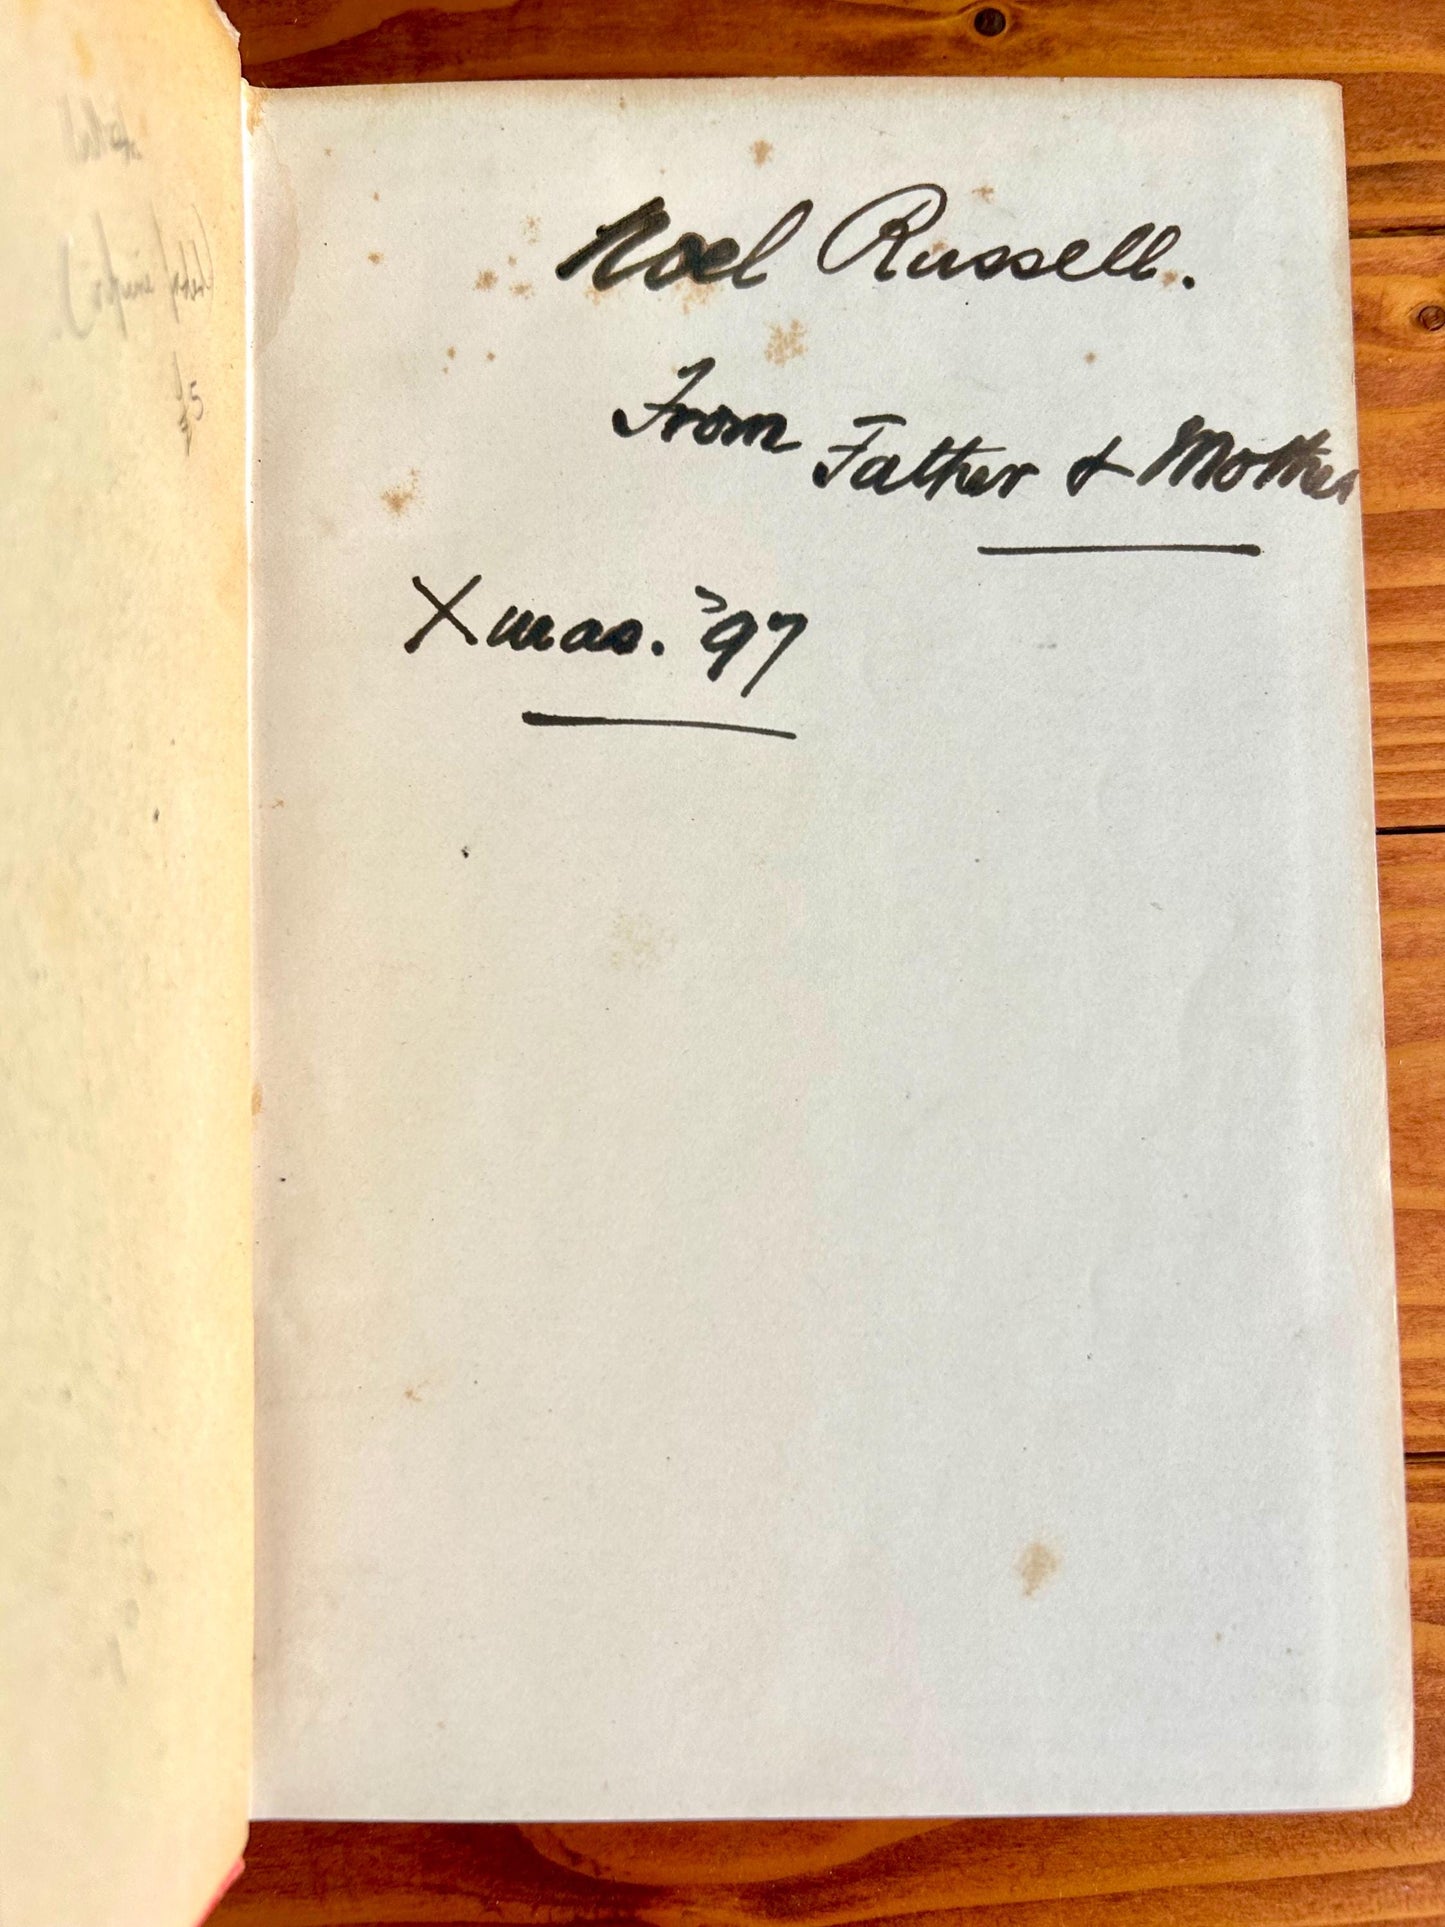 Noel Russell.
From Father & Mother
Xmas. '97